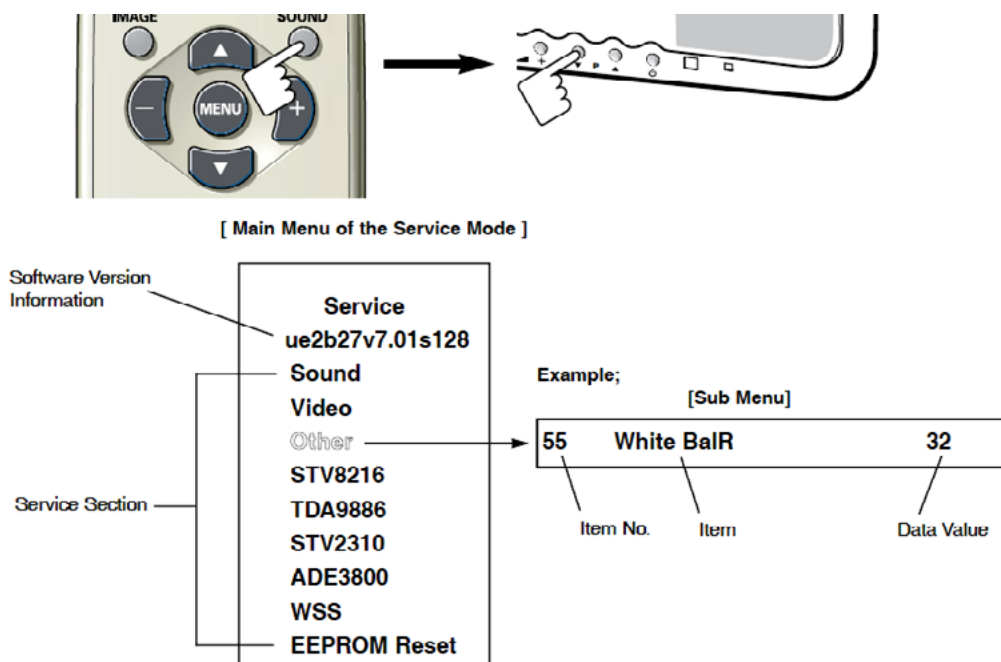 IMAGE
SOUND
MENU
P
[ Main Menu of the Service Mode ]
Software Version
Information
Service
ue2b27v7.01s128
Sound
Video
Other
STV8216
TDA9886
STV2310
ADE3800
WSS
EEPROM Reset
Service Section
Example;
[Sub Menu]
55 White BalR 32
Item No. Item Data Value